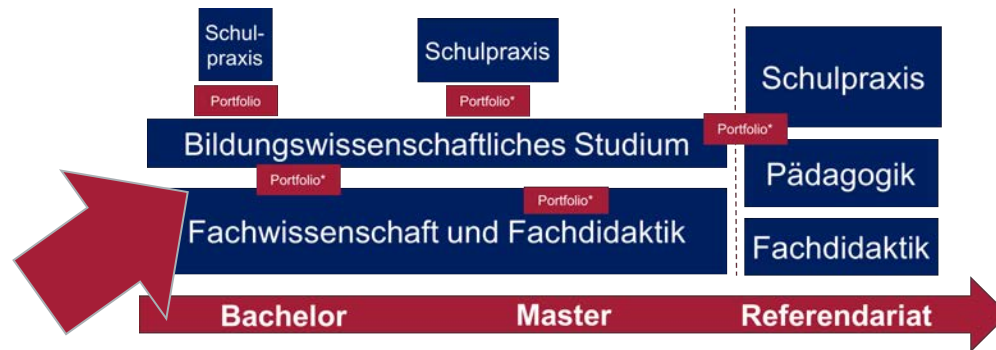 Schul-
praxis
Schulpraxis
Schulpraxis
Portfolio
Portfolio*
Portfolio*
Bildungswissenschaftliches Studium
Portfolio*
Pädagogik
Portfolio*
Fachwissenschaft und Fachdidaktik
Fachdidaktik
Bachelor
Master
Referendariat